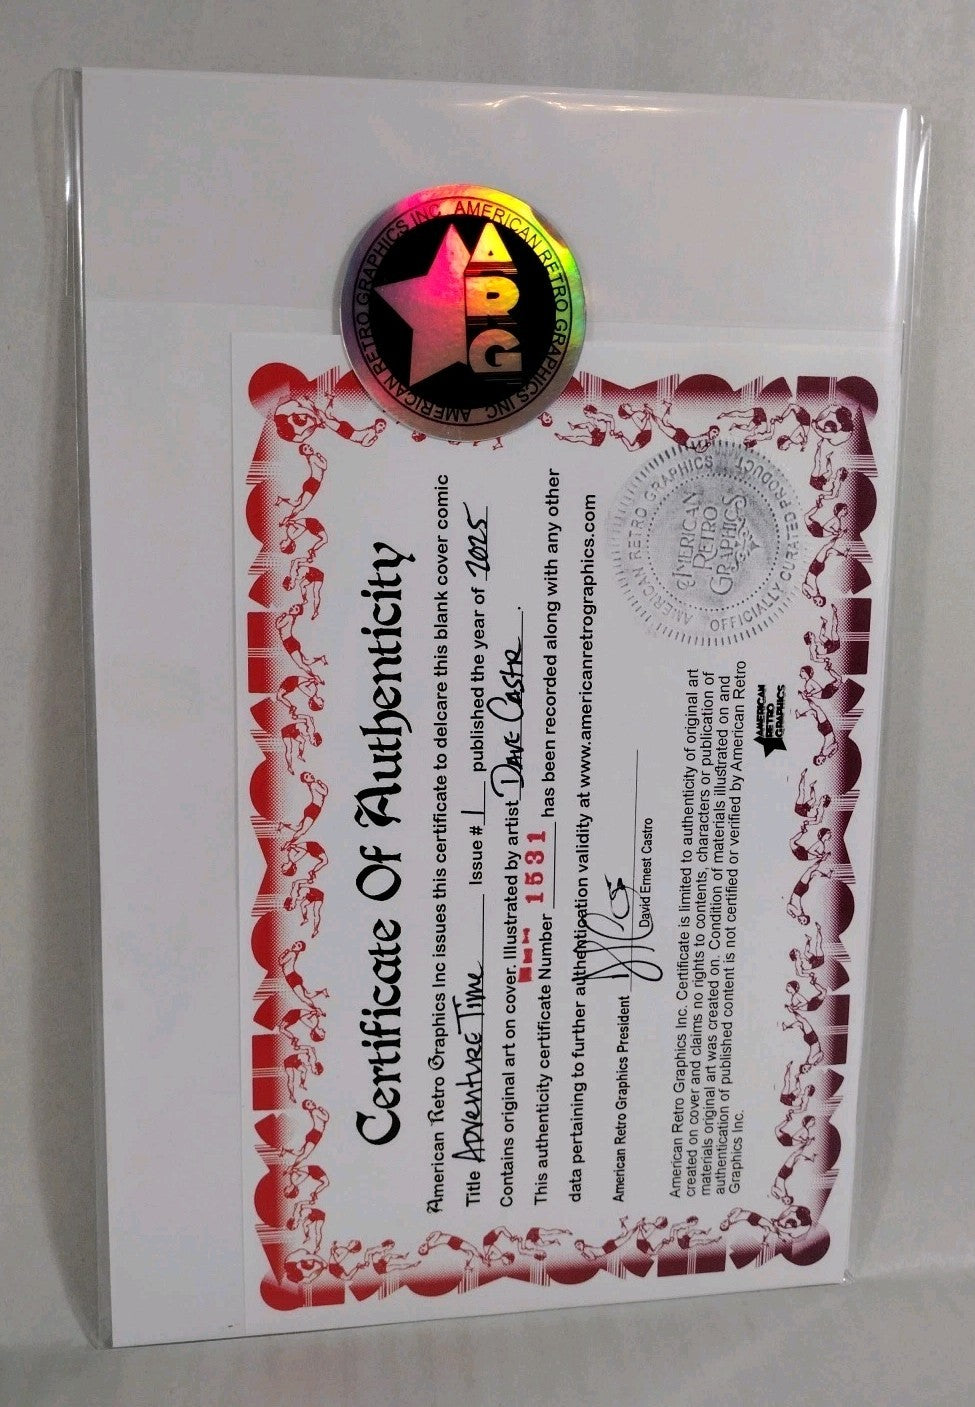 AMERICAN RETRO GRAPHICS INC. AMERICAN RETRO GRAPHICS INC.
ARG
Certificate Of Authenticity
American Retro Graphics Inc issues this certificate to delcare this blank cover comic
Title Adventure Time Issue # 1 published the year of 2025
Contains original art on cover. Illustrated by artist Dave Castr.
This authenticity certificate Number 1531 has been recorded along with any other
data pertaining to further authentication validity at www.americanretrographics.com
American Retro Graphics President
David Ernest Castro
American Retro Graphics Inc. Certificate is limited to authenticity of original art
created on cover and claims no rights to contents, characters or publication of
materials original art was created on. Condition of materials illustrated on and
authentication of published content is not certified or verified by American Retro
Graphics Inc.
AMERICAN
RETRO
GRAPHICS
AMERICAN RETRO GRAPHICS
OFFICIALLY CURATED PRODUCT
AMERICAN
RETRO
GRAPHICS